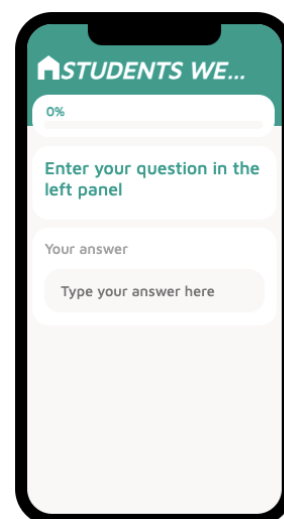 STUDENTS WE...
0%
Enter your question in the
left panel
Your answer
Type your answer here